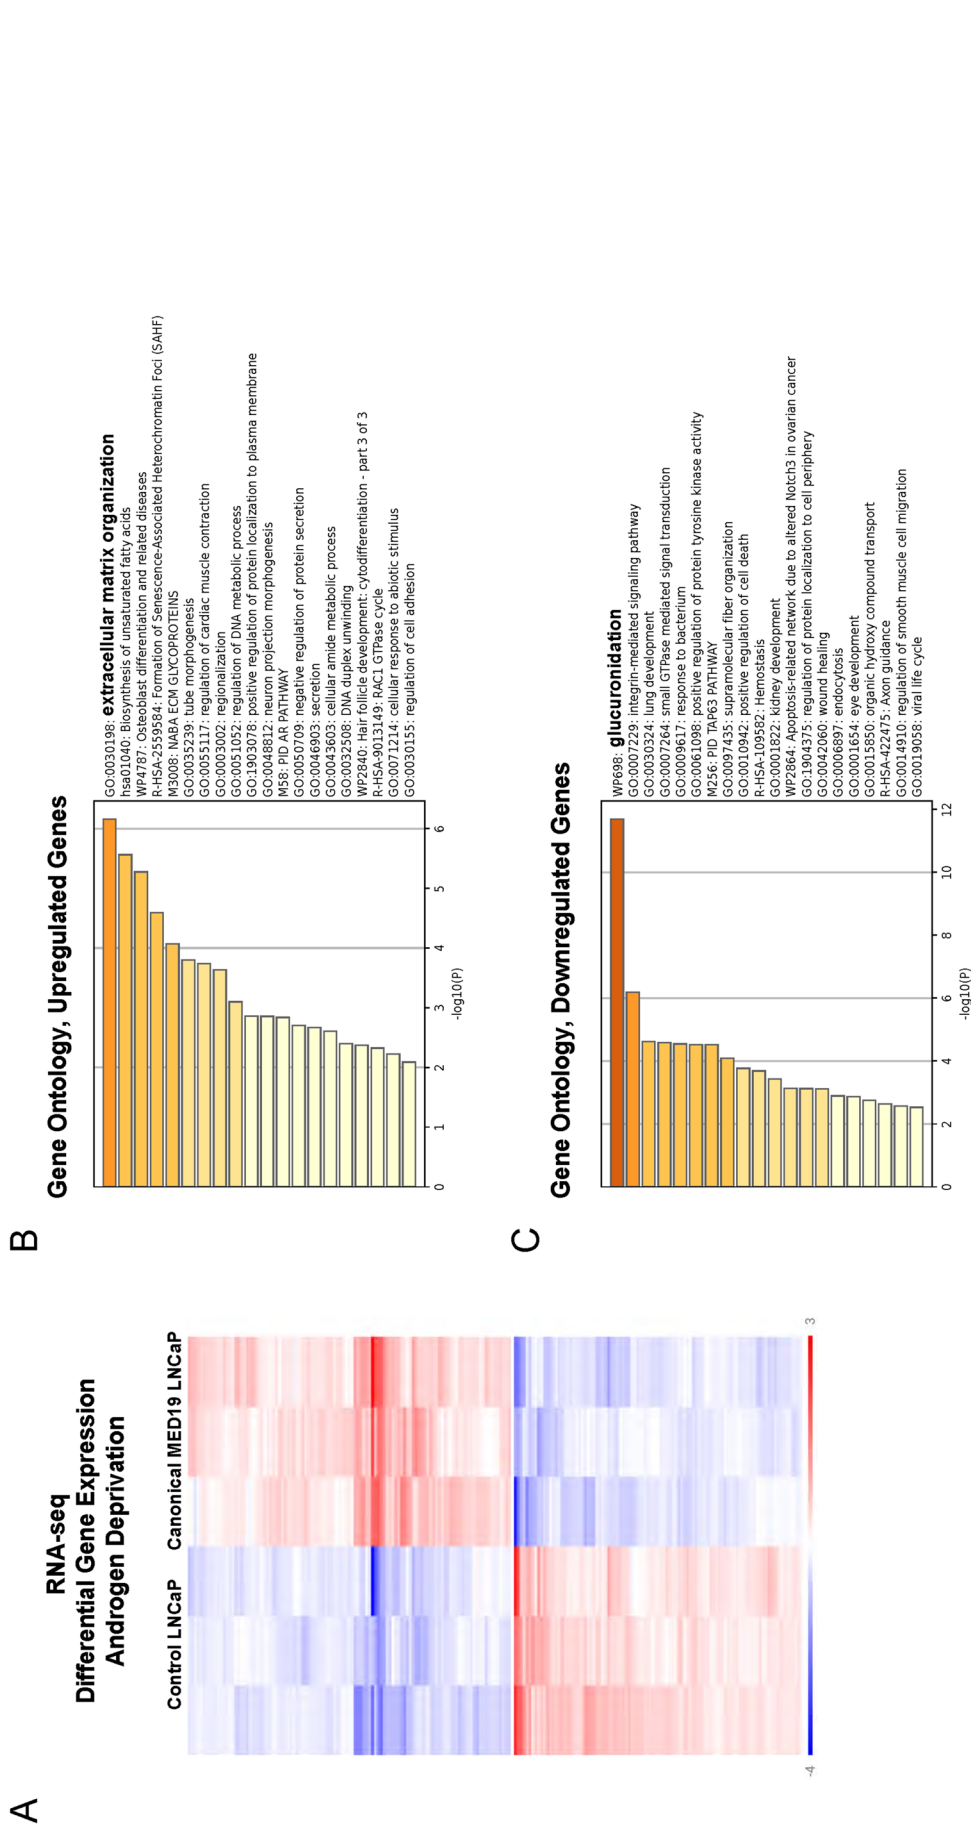 A
RNA-seq
Differential Gene Expression
Androgen Deprivation
Control LNCaP
Canonical MED19 LNCaP
-4
3
B
Gene Ontology, Upregulated Genes
GO:0030198: extracellular matrix organization
hsa01040: Biosynthesis of unsaturated fatty acids
WP4787: Osteoblast differentiation and related diseases
R-HSA-2559584: Formation of Senescence-Associated Heterochromatin Foci (SAHF)
M3008: NABA ECM GLYCOPROTEINS
GO:0035239: tube morphogenesis
GO:0055117: regulation of cardiac muscle contraction
GO:0003002: regionalization
GO:0051052: regulation of DNA metabolic process
GO:1903078: positive regulation of protein localization to plasma membrane
GO:0048812: neuron projection morphogenesis
M58: PID AR PATHWAY
GO:0050709: negative regulation of protein secretion
GO:0046903: secretion
GO:0043603: cellular amide metabolic process
GO:0032508: DNA duplex unwinding
WP2840: Hair follicle development: cytodifferentiation - part 3 of 3
R-HSA-9013149: RAC1 GTPase cycle
GO:0071214: cellular response to abiotic stimulus
GO:0030155: regulation of cell adhesion
0 1 2 3 4 5 6
-log10(P)
C
Gene Ontology, Downregulated Genes
WP698: glucuronidation
GO:0007229: integrin-mediated signaling pathway
GO:0030324: lung development
GO:0007264: small GTPase mediated signal transduction
GO:0009617: response to bacterium
GO:0061098: positive regulation of protein tyrosine kinase activity
M256: PID TAP63 PATHWAY
GO:0097435: supramolecular fiber organization
GO:0010942: positive regulation of cell death
R-HSA-109582: Hemostasis
GO:0001822: kidney development
WP2864: Apoptosis-related network due to altered Notch3 in ovarian cancer
GO:1904375: regulation of protein localization to cell periphery
GO:0042060: wound healing
GO:0006897: endocytosis
GO:0001654: eye development
GO:0015850: organic hydroxy compound transport
R-HSA-422475: Axon guidance
GO:0014910: regulation of smooth muscle cell migration
GO:0019058: viral life cycle
0 2 4 6 8 10 12
-log10(P)